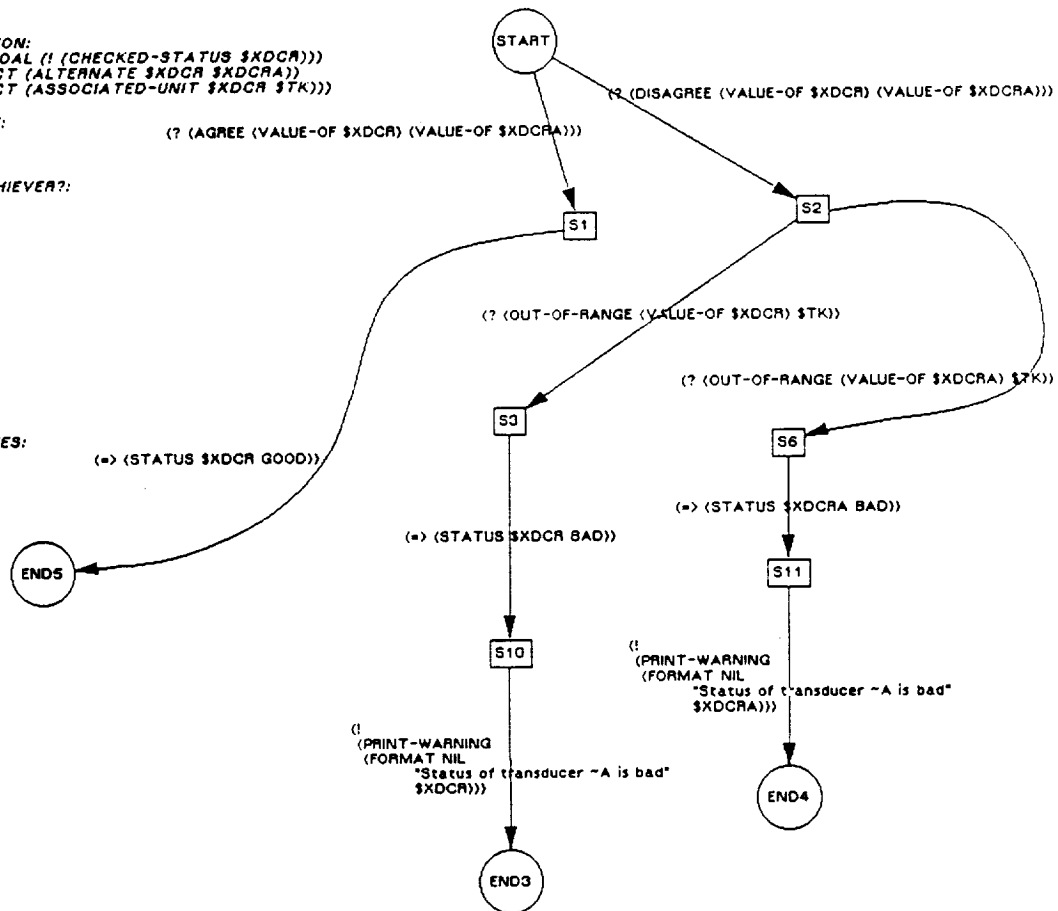 START
ON:
OAL (! (CHECKED-STATUS $XDCR)))
CT (ALTERNATE $XDCR $XDCRA))
CT (ASSOCIATED-UNIT $XDCR $TK)))
(? (DISAGREE (VALUE-OF $XDCR) (VALUE-OF $XDCRA)))
:
(? (AGREE (VALUE-OF $XDCR) (VALUE-OF $XDCRA)))
HIEVER?:
S1
S2
(? (OUT-OF-RANGE (VALUE-OF $XDCR) $TK))
(? (OUT-OF-RANGE (VALUE-OF $XDCRA) $TK))
S3
S6
ES:
(=> (STATUS $XDCR GOOD))
(=> (STATUS $XDCRA BAD))
(=> (STATUS $XDCR BAD))
END5
S11
S10
(!
(PRINT-WARNING
(FORMAT NIL
"Status of transducer ~A is bad"
$XDCRA)))
(!
(PRINT-WARNING
(FORMAT NIL
"Status of transducer ~A is bad"
$XDCR)))
END4
END3